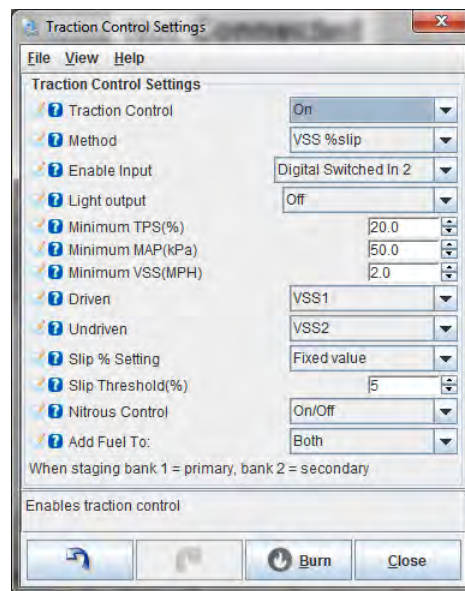 Traction Control Settings
File View Help
Traction Control Settings
Traction Control On
Method VSS %slip
Enable Input Digital Switched In 2
Light output Off
Minimum TPS(%) 20.0
Minimum MAP(kPa) 50.0
Minimum VSS(MPH) 2.0
Driven VSS1
Undriven VSS2
Slip % Setting Fixed value
Slip Threshold(%) 5
Nitrous Control On/Off
Add Fuel To: Both
When staging bank 1 = primary, bank 2 = secondary
Enables traction control
Burn Close